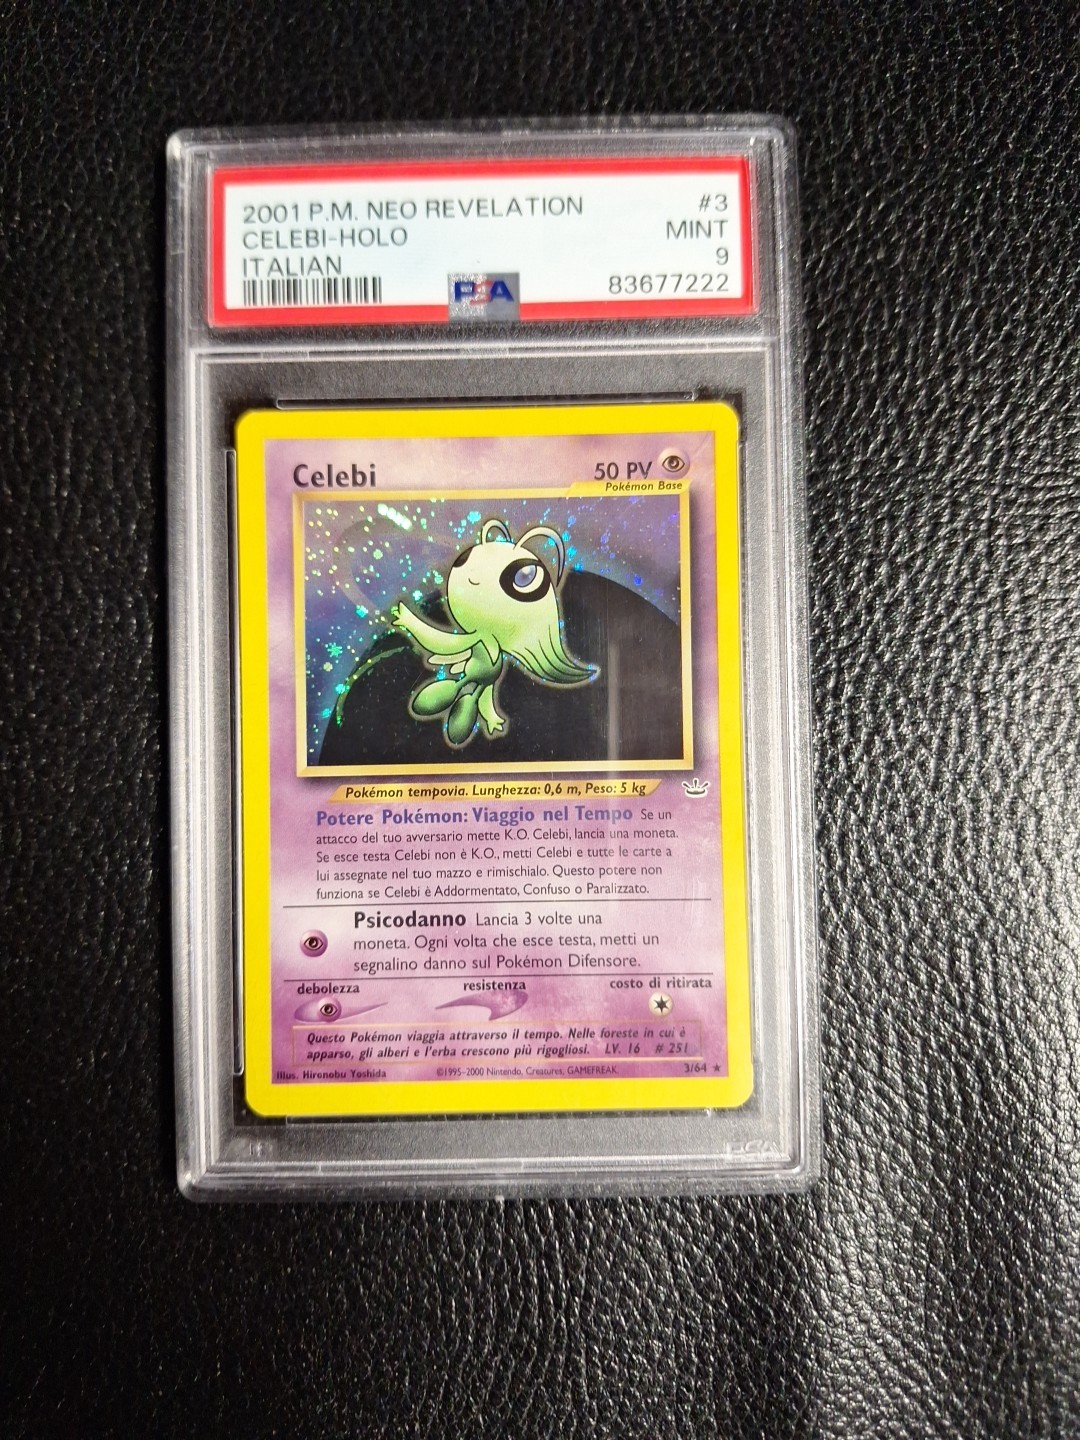 2001 P.M. NEO REVELATION #3
CELEBI-HOLO MINT
ITALIAN 9
PSA 83677222
Celebi 50 PV
Pokémon Base
Pokémon tempovia. Lunghezza: 0,6 m, Peso: 5 kg
Potere Pokémon: Viaggio nel Tempo Se un
attacco del tuo avversario mette K.O. Celebi, lancia una moneta.
Se esce testa Celebi non è K.O., metti Celebi e tutte le carte a
lui assegnate nel tuo mazzo e rimischialo. Questo potere non
funziona se Celebi è Addormentato, Confuso o Paralizzato.
Psicodanno Lancia 3 volte una
moneta. Ogni volta che esce testa, metti un
segnalino danno sul Pokémon Difensore.
debolezza resistenza costo di ritirata
Questo Pokémon viaggia attraverso il tempo. Nelle foreste in cui è
apparso, gli alberi e l'erba crescono più rigogliosi. LV. 16 # 251
Illus. Hironobu Yoshida ©1995-2000 Nintendo, Creatures, GAMEFREAK. 3/64 ★
PSA